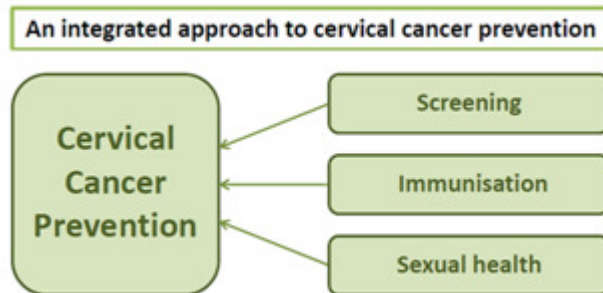 An integrated approach to cervical cancer prevention
Cervical
Cancer
Prevention
Screening
Immunisation
Sexual health